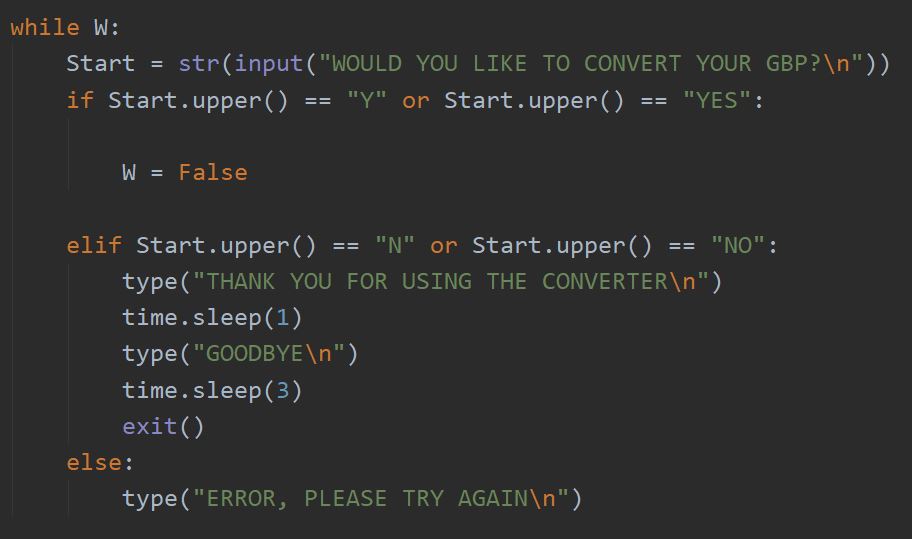 while W:
    Start = str(input("WOULD YOU LIKE TO CONVERT YOUR GBP?\n"))
    if Start.upper() == "Y" or Start.upper() == "YES":
        W = False
    elif Start.upper() == "N" or Start.upper() == "NO":
        type("THANK YOU FOR USING THE CONVERTER\n")
        time.sleep(1)
        type("GOODBYE\n")
        time.sleep(3)
        exit()
    else:
        type("ERROR, PLEASE TRY AGAIN\n")